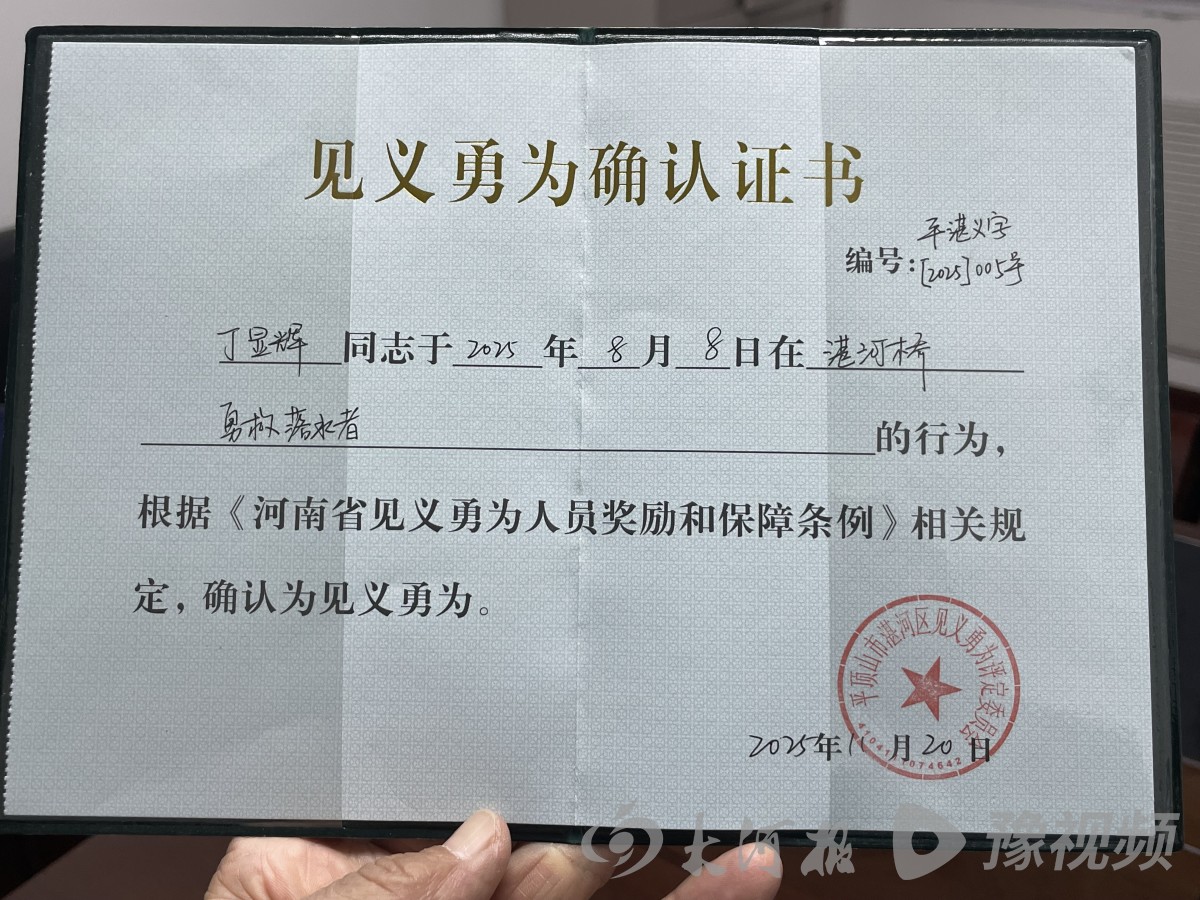 见义勇为确认证书
平湛义字
编号:[2025]005号
丁显辉同志于2025年8月8日在湛河桥
勇救落水者的行为,
根据《河南省见义勇为人员奖励和保障条例》相关规
定,确认为见义勇为。
平顶山市湛河区见义勇为评定委员会
2025年11月20日
大河报 豫视频